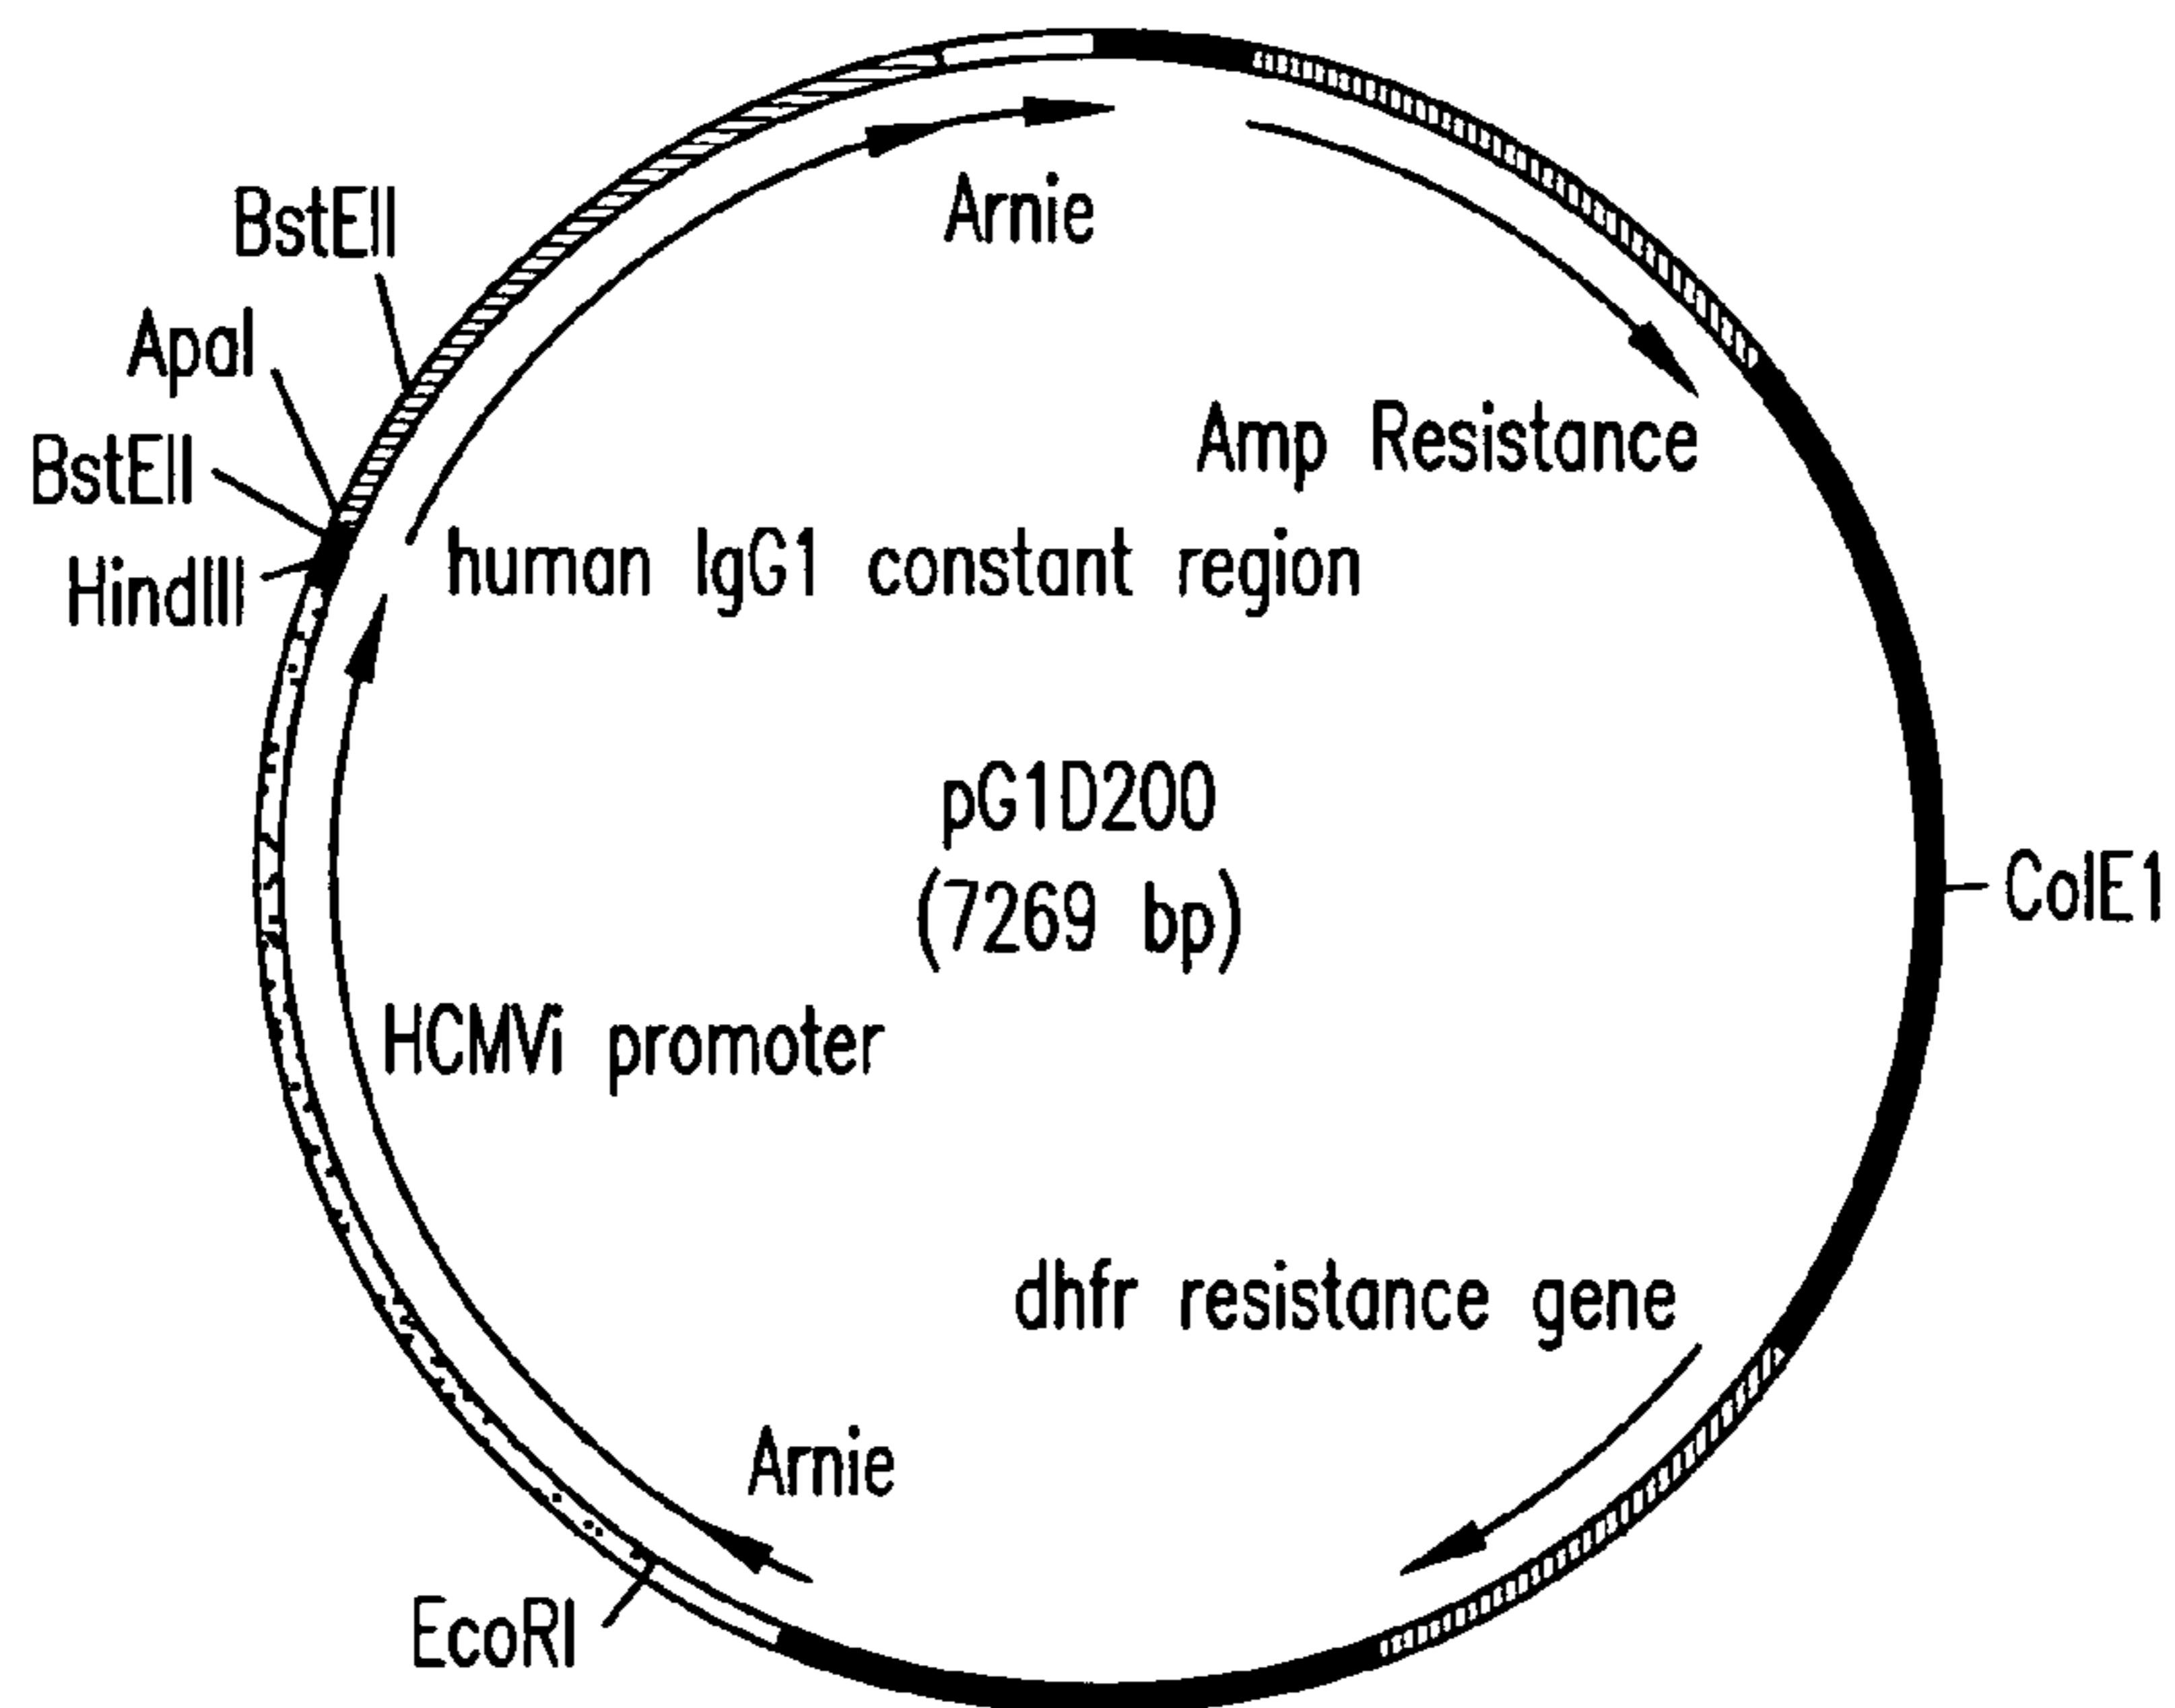 Arnie
BstEII
ApaI
Amp Resistance
BstEII
human IgG1 constant region
HindIII
pG1D200
(7269 bp)
ColE1
HCMVi promoter
dhfr resistance gene
Arnie
EcoRI